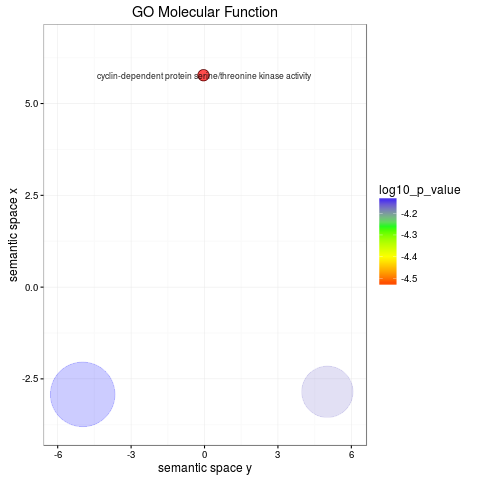 GO Molecular Function
cyclin-dependent protein serine/threonine kinase activity
5.0
2.5
0.0
-2.5
semantic space x
-6
-3
0
3
6
semantic space y
log10_p_value
-4.2
-4.3
-4.4
-4.5